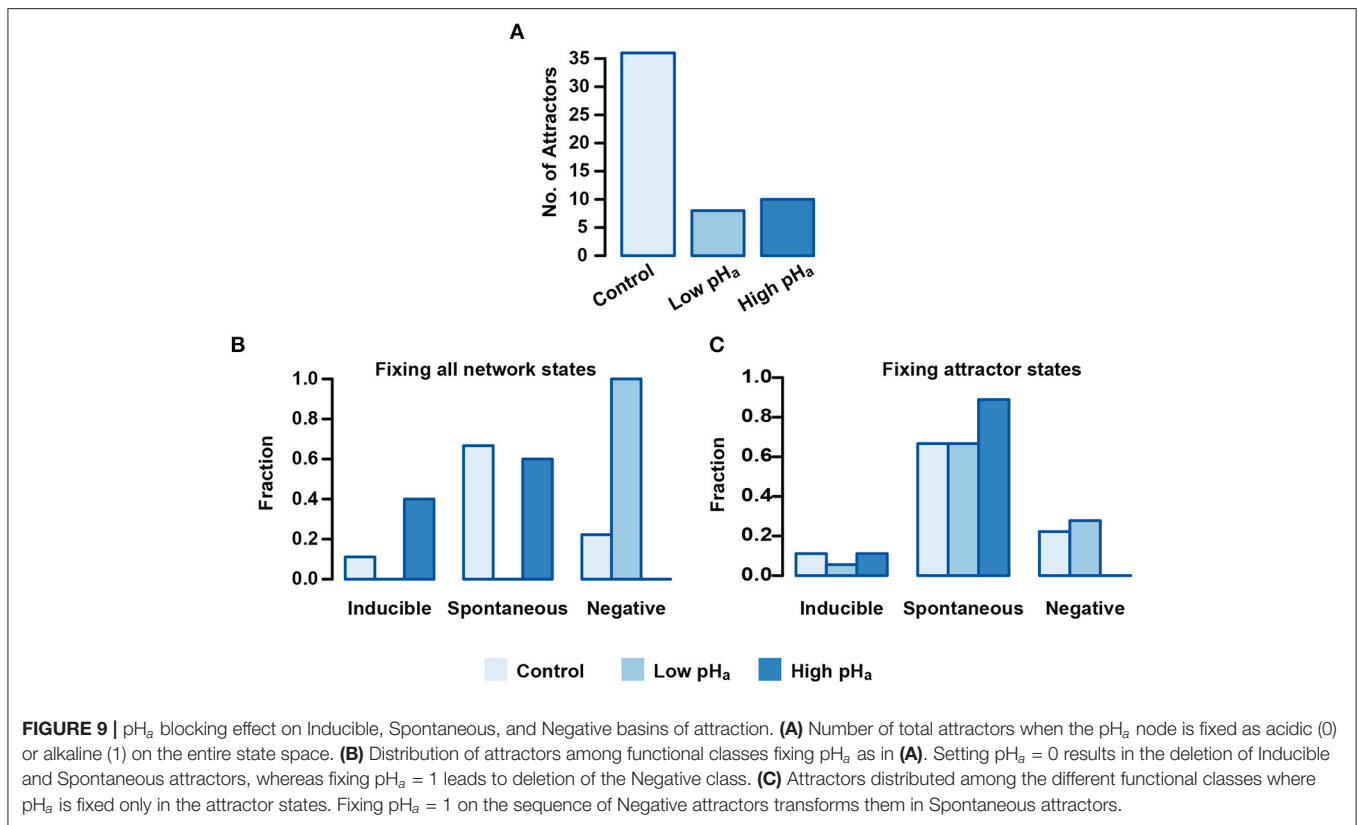 A
No. of Attractors
35
30
25
20
15
10
5
0
Control
Low pHa
High pHa
B
Fixing all network states
Fraction
1.0
0.8
0.6
0.4
0.2
0.0
Inducible Spontaneous Negative
C
Fixing attractor states
Fraction
1.0
0.8
0.6
0.4
0.2
0.0
Inducible Spontaneous Negative
Control Low pHa High pHa
FIGURE 9 | pHa blocking effect on Inducible, Spontaneous, and Negative basins of attraction. (A) Number of total attractors when the pHa node is fixed as acidic (0)
or alkaline (1) on the entire state space. (B) Distribution of attractors among functional classes fixing pHa as in (A). Setting pHa = 0 results in the deletion of Inducible
and Spontaneous attractors, whereas fixing pHa = 1 leads to deletion of the Negative class. (C) Attractors distributed among the different functional classes where
pHa is fixed only in the attractor states. Fixing pHa = 1 on the sequence of Negative attractors transforms them in Spontaneous attractors.